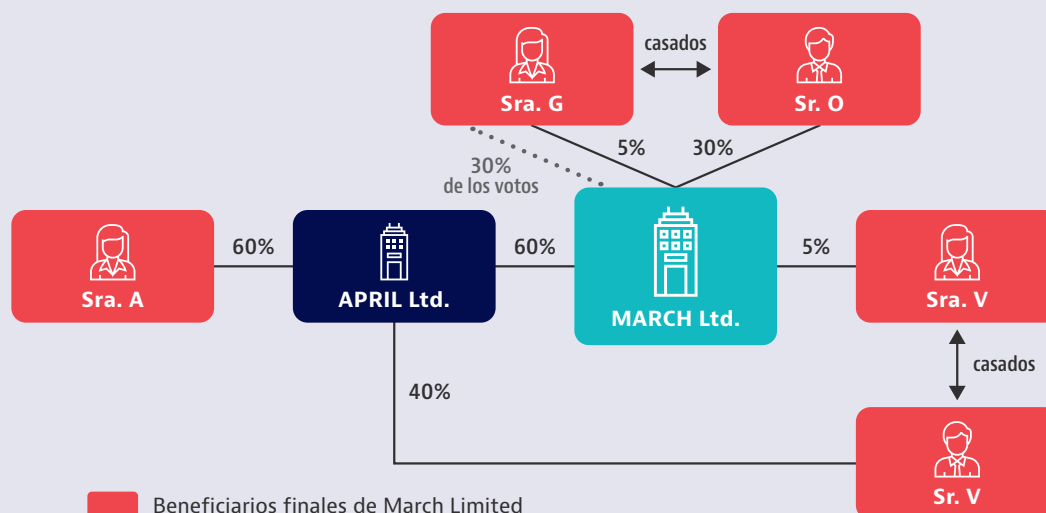 casados
Sra. G
Sr. O
5%
30%
30%
de los votos
60%
60%
5%
Sra. A
APRIL Ltd.
MARCH Ltd.
Sra. V
casados
40%
Sr. V
Beneficiarios finales de March Limited